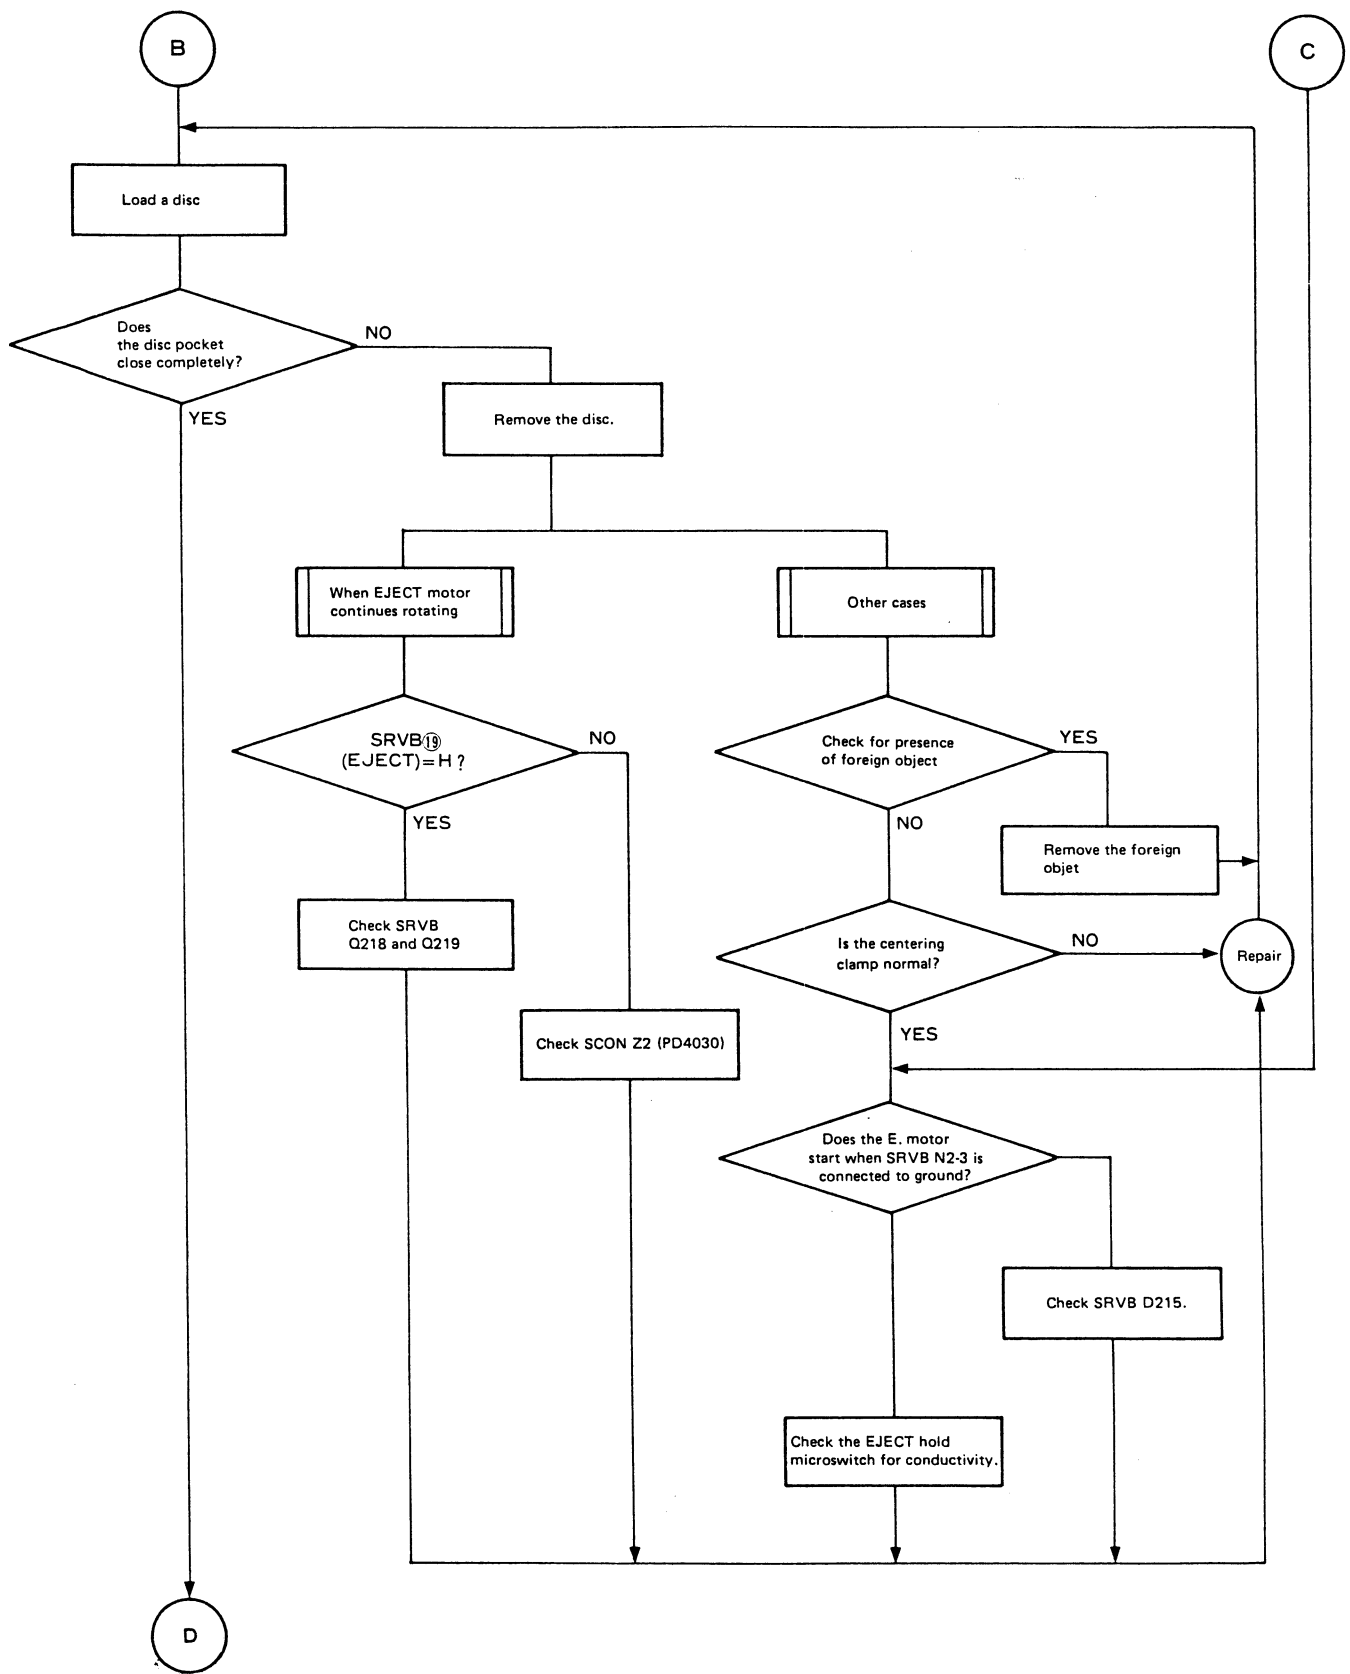 B
C
Load a disc
Does
the disc pocket
close completely?
NO
YES
Remove the disc.
When EJECT motor
continues rotating
Other cases
SRVB⑲
(EJECT)=H?
NO
YES
Check for presence
of foreign object
YES
NO
Remove the foreign
objet
Check SRVB
Q218 and Q219
Is the centering
clamp normal?
NO
Repair
YES
Check SCON Z2 (PD4030)
Does the E. motor
start when SRVB N2-3 is
connected to ground?
Check SRVB D215.
Check the EJECT hold
microswitch for conductivity.
D